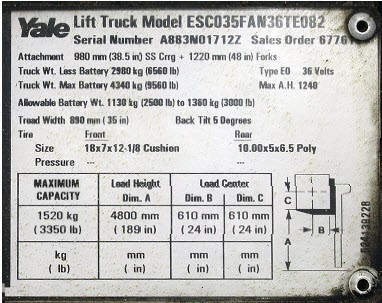 Yale Lift Truck Model ESC035FAN36TE082
Serial Number A883N01712Z Sales Order 6776
Attachment 980 mm (38.5 in) SS Crrg + 1220 mm (48 in) Forks
Truck Wt. Less Battery 2980 kg (6560 lb) Type EO 36 Volts
Truck Wt. Max Battery 4340 kg (9560 lb) Max A.H. 1240
Allowable Battery Wt. 1130 kg (2500 lb) to 1360 kg (3000 lb)
Tread Width 890 mm (35 in) Back Tilt 5 Degrees
Tire Front Rear
Size 18x7x12-1/8 Cushion 10.00x5x6.5 Poly
Pressure --- ---
MAXIMUM CAPACITY Load Height Dim. A Load Center Dim. B Dim. C
1520 kg 4800 mm 610 mm 610 mm
(3350 lb) (189 in) (24 in) (24 in)
kg mm mm mm
( lb) ( in) ( in) ( in)
C
B
A